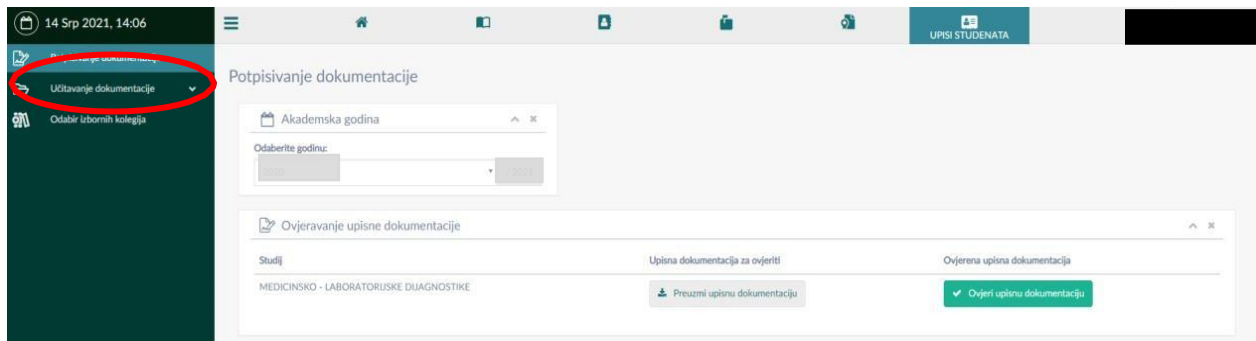 14 Srp 2021, 14:06
UPISI STUDENATA
Potpisivanje dokumentacije
Učitavanje dokumentacije
Odabir izbornih kolegija
Potpisivanje dokumentacije
Akademska godina
Odaberite godinu:
Ovjeravanje upisne dokumentacije
Studij Upisna dokumentacija za ovjeriti Ovjerena upisna dokumentacija
MEDICINSKO - LABORATORIJSKE DIJAGNOSTIKE Preuzmi upisnu dokumentaciju Ovjeri upisnu dokumentaciju